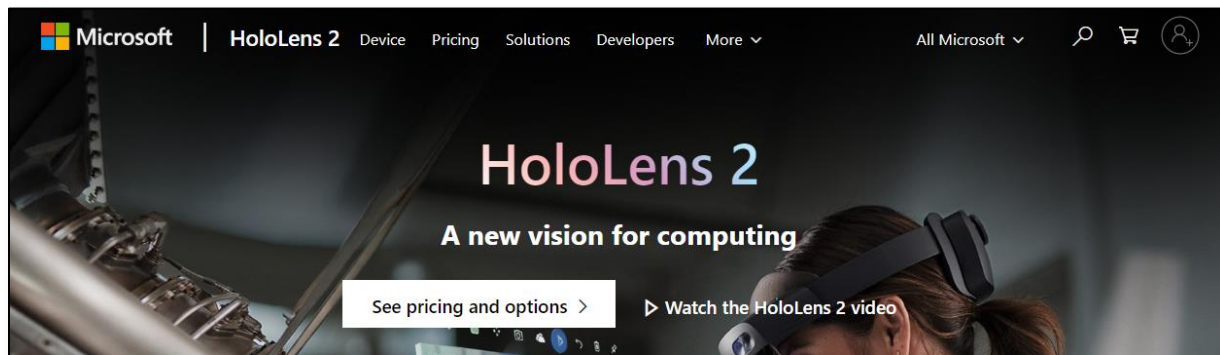 Microsoft | HoloLens 2 Device Pricing Solutions Developers More All Microsoft
HoloLens 2
A new vision for computing
See pricing and options
Watch the HoloLens 2 video